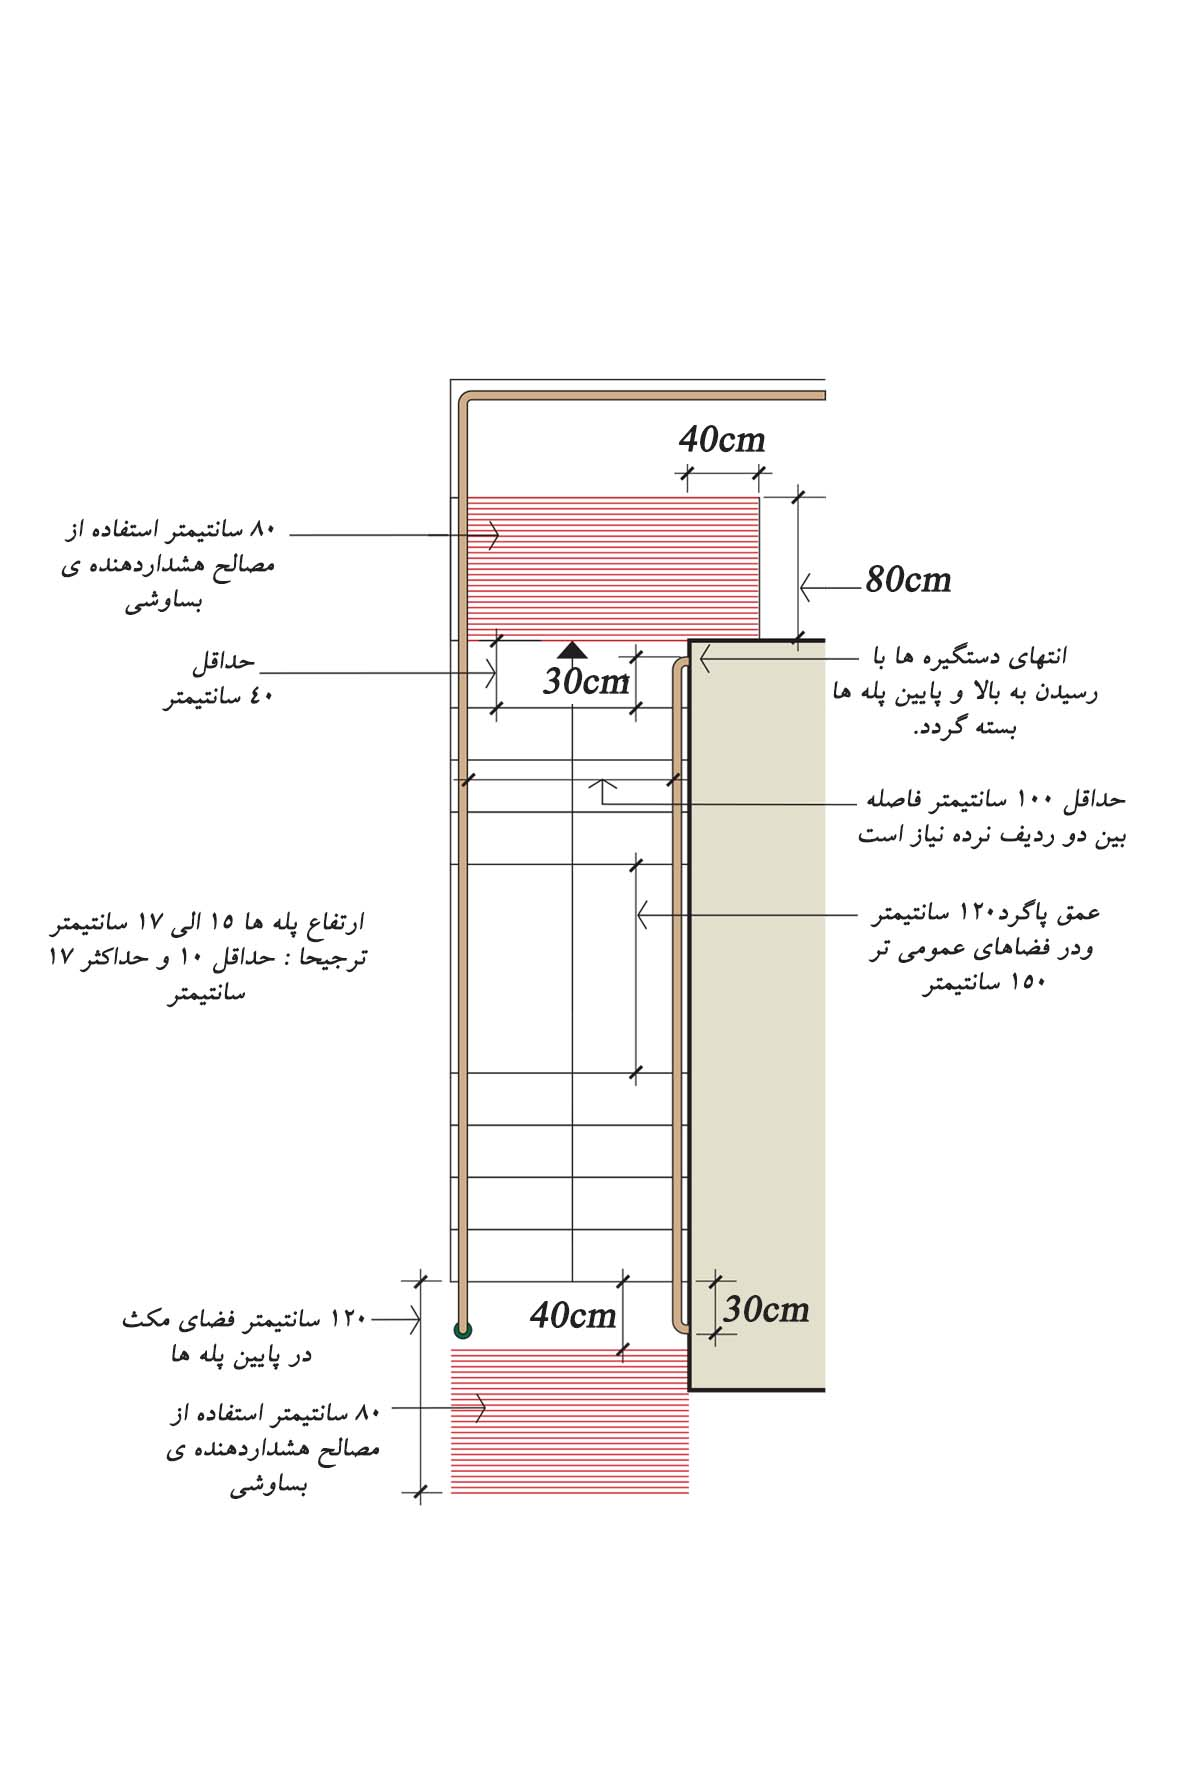 40cm
۸۰ سانتیمتر استفاده از
مصالح هشداردهنده ی
بساوشی
80cm
حداقل
۴۰ سانتیمتر
30cm
انتهای دستگیره ها با
رسیدن به بالا و پایین پله ها
بسته گردد.
حداقل ۱۰۰ سانتیمتر فاصله
بین دو ردیف نرده نیاز است
ارتفاع پله ها ۱۵ الی ۱۷ سانتیمتر
ترجیحا : حداقل ۱۰ و حداکثر ۱۷
سانتیمتر
عمق پاگرد۱۲۰ سانتیمتر
ودر فضاهای عمومی تر
۱۵۰ سانتیمتر
۱۲۰ سانتیمتر فضای مکث
در پایین پله ها
40cm
30cm
۸۰ سانتیمتر استفاده از
مصالح هشداردهنده ی
بساوشی